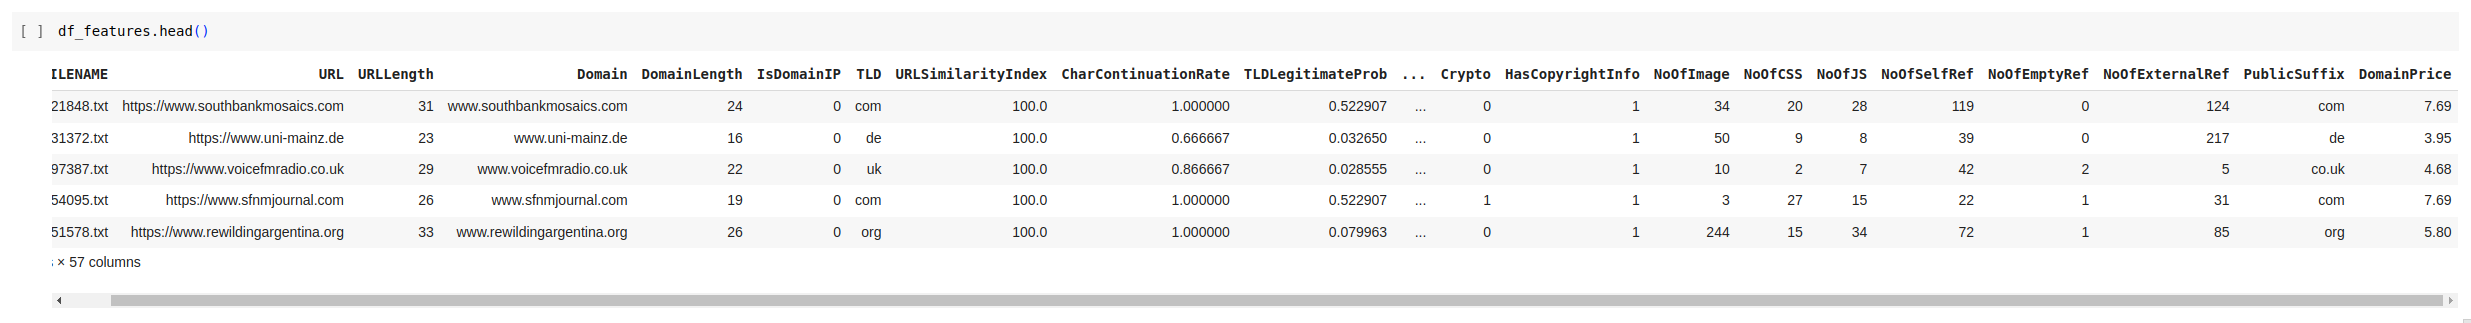 [ ] df_features.head()
ILENAME URL URLLength Domain DomainLength IsDomainIP TLD URLSimilarityIndex CharContinuationRate TLDLegitimateProb ... Crypto HasCopyrightInfo NoOfImage NoOfCSS NoOfJS NoOfSelfRef NoOfEmptyRef NoOfExternalRef PublicSuffix DomainPrice
21848.txt https://www.southbankmosaics.com 31 www.southbankmosaics.com 24 0 com 100.0 1.000000 0.522907 ... 0 1 34 20 28 119 0 124 com 7.69
31372.txt https://www.uni-mainz.de 23 www.uni-mainz.de 16 0 de 100.0 0.666667 0.032650 ... 0 1 50 9 8 39 0 217 de 3.95
97387.txt https://www.voicefmradio.co.uk 29 www.voicefmradio.co.uk 22 0 uk 100.0 0.866667 0.028555 ... 0 1 10 2 7 42 2 5 co.uk 4.68
54095.txt https://www.sfnmjournal.com 26 www.sfnmjournal.com 19 0 com 100.0 1.000000 0.522907 ... 1 1 3 27 15 22 1 31 com 7.69
51578.txt https://www.rewildingargentina.org 33 www.rewildingargentina.org 26 0 org 100.0 1.000000 0.079963 ... 0 1 244 15 34 72 1 85 org 5.80
× 57 columns